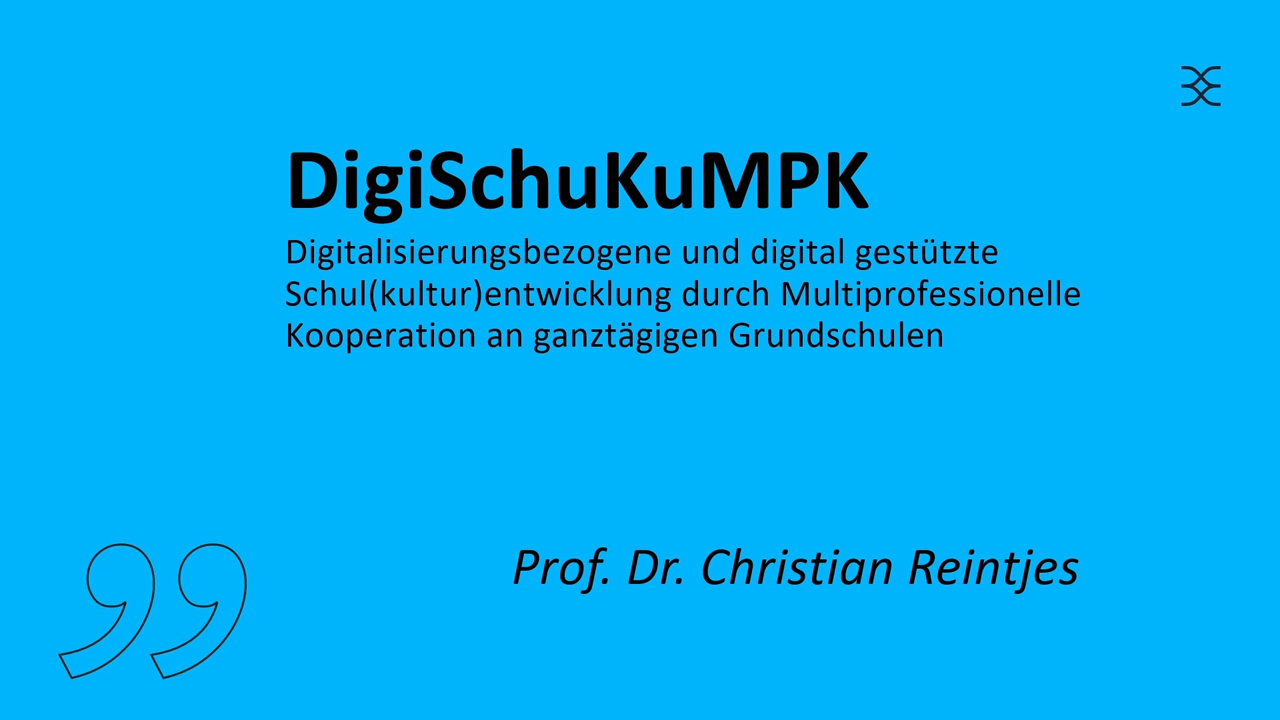 DigiSchuKuMPK
Digitalisierungsbezogene und digital gestützte
Schul(kultur)entwicklung durch Multiprofessionelle
Kooperation an ganztägigen Grundschulen
Prof. Dr. Christian Reintjes